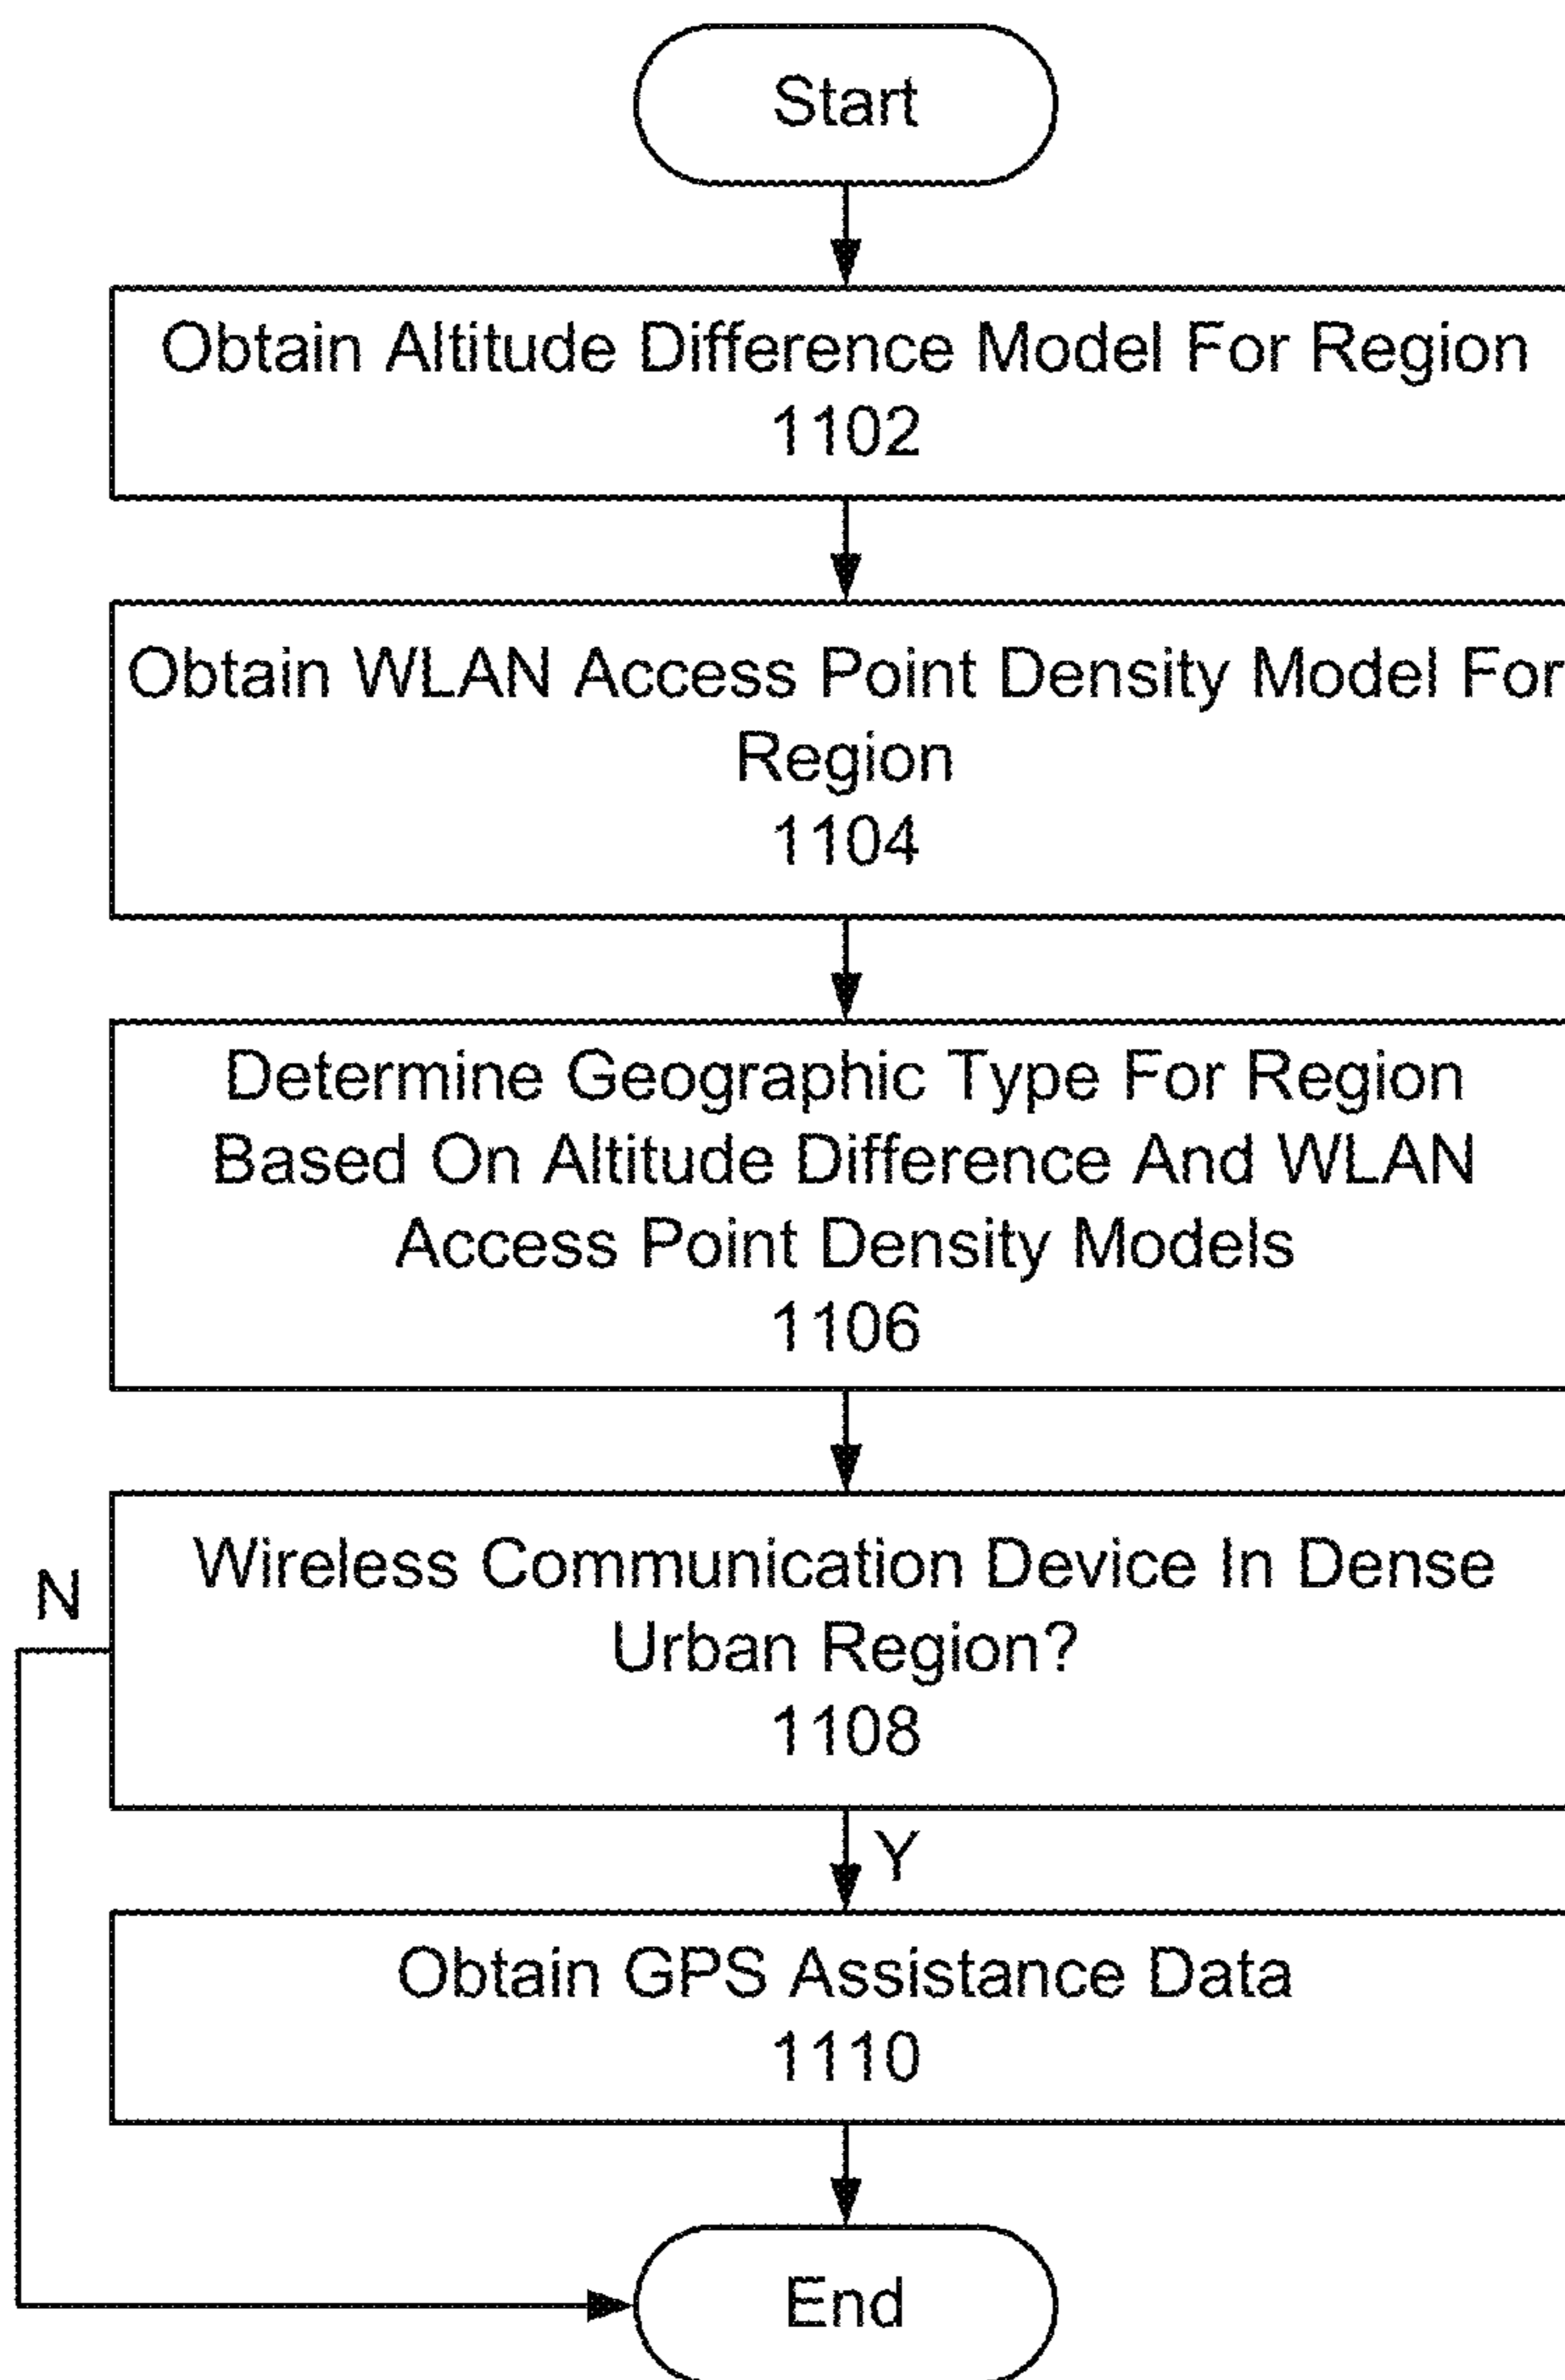 Start
Obtain Altitude Difference Model For Region
1102
Obtain WLAN Access Point Density Model For
Region
1104
Determine Geographic Type For Region
Based On Altitude Difference And WLAN
Access Point Density Models
1106
N
Wireless Communication Device In Dense
Urban Region?
1108
Y
Obtain GPS Assistance Data
1110
End